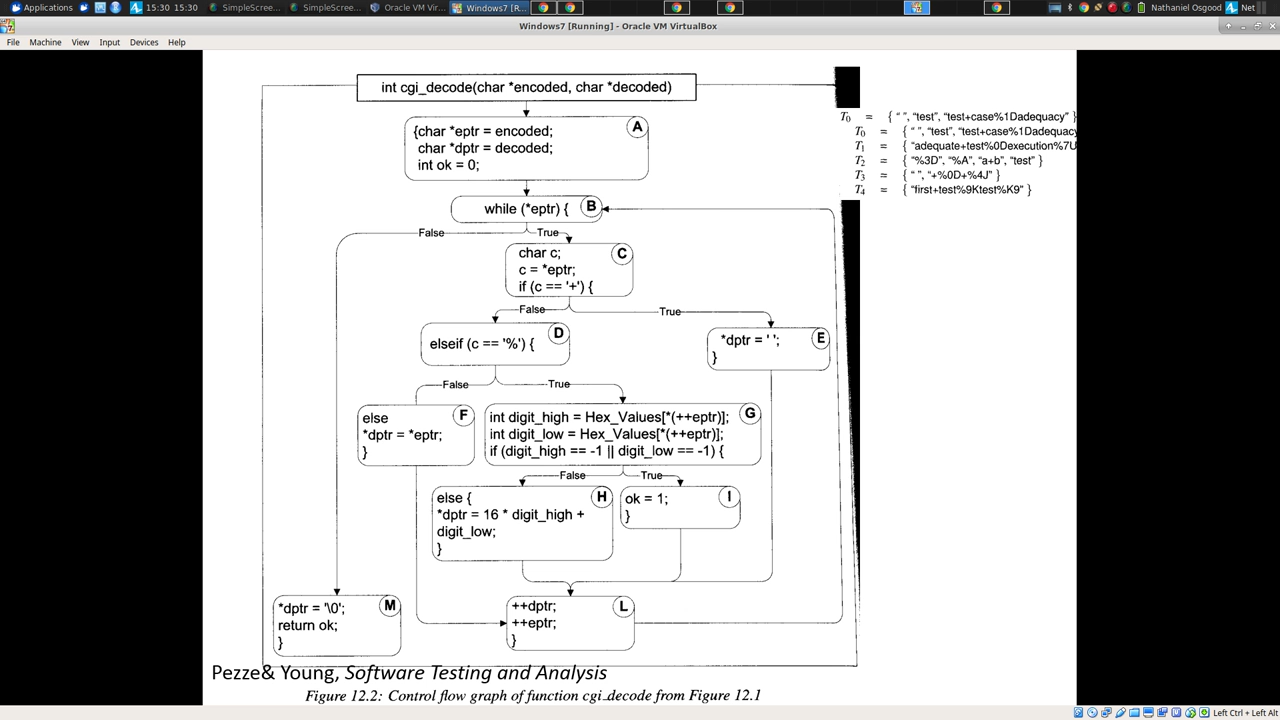 Applications
15:30 15:30
SimpleScree...
SimpleScree...
Oracle VM Vir...
Windows7 [R...
Nathaniel Osgood
Net
Windows7 [Running] - Oracle VM VirtualBox
File Machine View Input Devices Help
int cgi_decode(char *encoded, char *decoded)
A
{char *eptr = encoded;
char *dptr = decoded;
int ok = 0;
while (*eptr) {
B
False
True
C
char c;
c = *eptr;
if (c == '+') {
False
True
D
elseif (c == '%') {
E
*dptr = ' ';
}
False
True
F
else
*dptr = *eptr;
}
G
int digit_high = Hex_Values[*(++eptr)];
int digit_low = Hex_Values[*(++eptr)];
if (digit_high == -1 || digit_low == -1) {
False
True
H
else {
*dptr = 16 * digit_high +
digit_low;
}
I
ok = 1;
}
M
*dptr = '\0';
return ok;
}
L
++dptr;
++eptr;
}
T0 = { “ ”, “test”, “test+case%1Dadequacy” }
T0 = { “ ”, “test”, “test+case%1Dadequacy
T1 = { “adequate+test%0Dexecution%7U
T2 = { “%3D”, “%A”, “a+b”, “test” }
T3 = { “ ”, “+%0D+%4J” }
T4 = { “first+test%9Ktest%K9” }
Pezze& Young, Software Testing and Analysis
Figure 12.2: Control flow graph of function cgi_decode from Figure 12.1
Left Ctrl + Left Alt